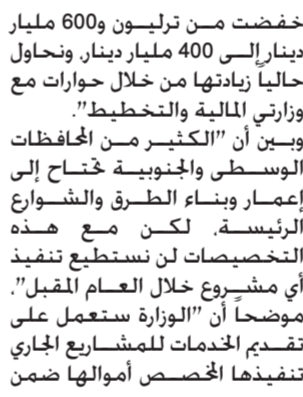 خفضت من ترليون و600 مليار
دينار إلى 400 مليار دينار، ونحاول
حالياً زيادتها من خلال حوارات مع
وزارتي المالية والتخطيط".
وبين أن "الكثير من المحافظات
الوسطى والجنوبية تحتاج إلى
إعمار وبناء الطرق والشوارع
الرئيسة، لكن مع هذه
التخصيصات لن نستطيع تنفيذ
أي مشروع خلال العام المقبل"،
موضحاً أن "الوزارة ستعمل على
تقديم الخدمات للمشاريع الجاري
تنفيذها المخصص أموالها ضمن